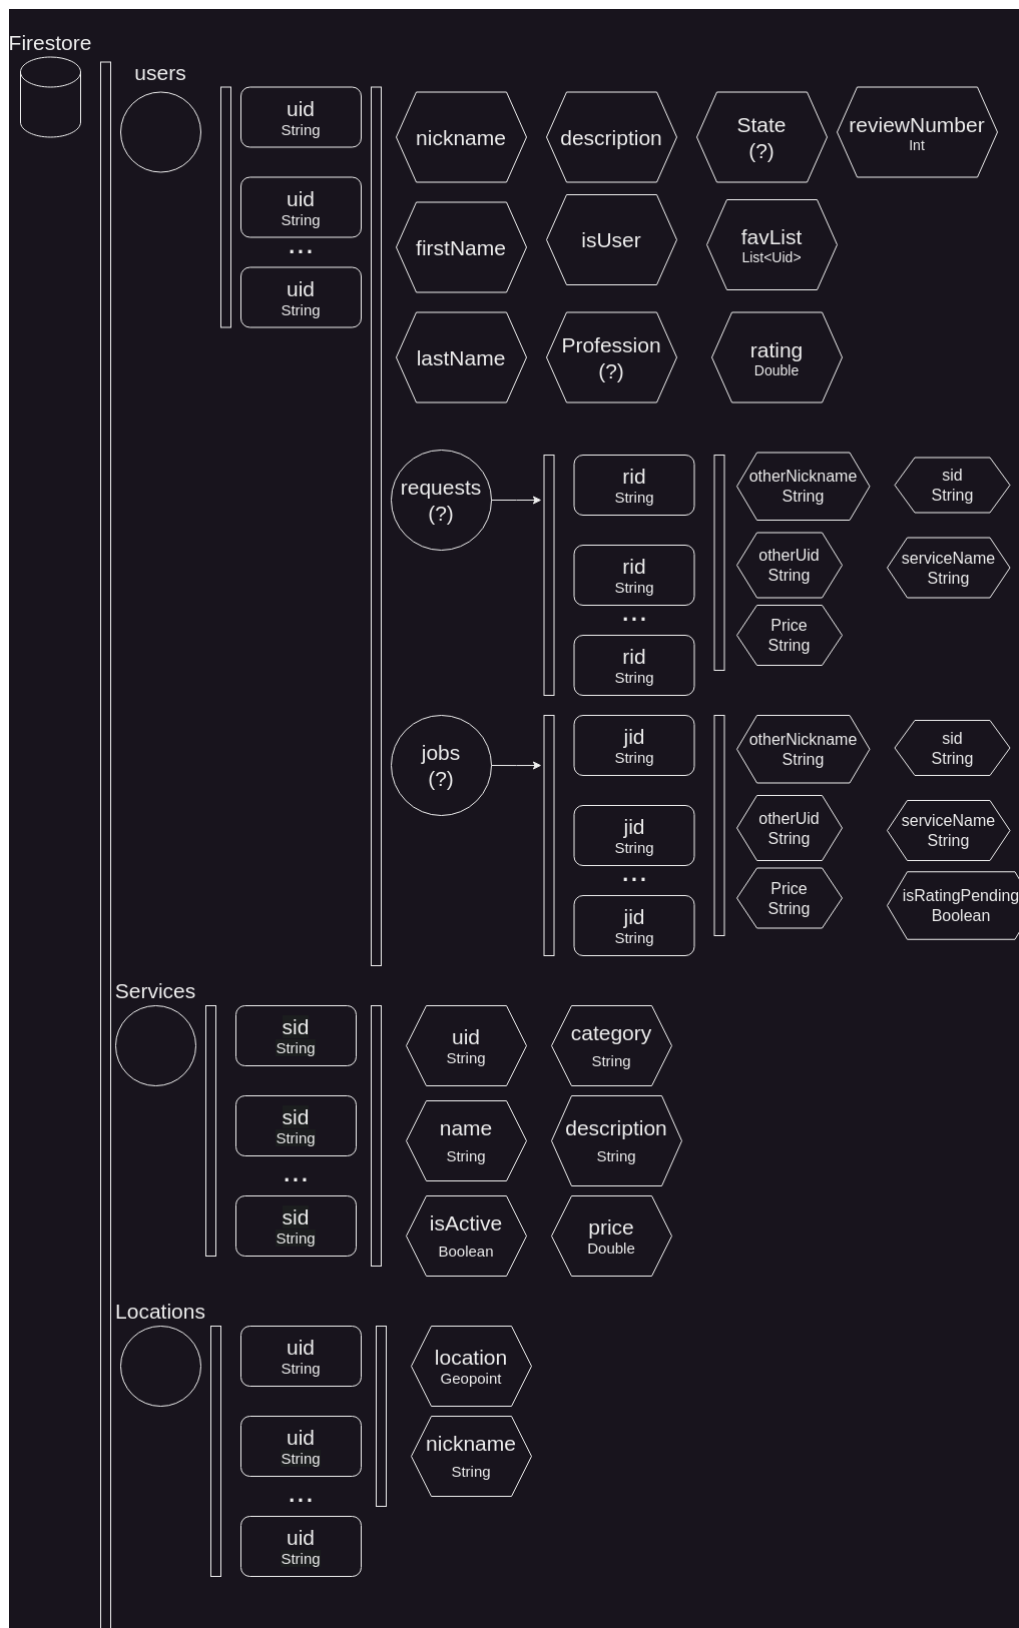 Firestore
users
uid
String
uid
String
...
uid
String
nickname
description
State
(?)
reviewNumber
Int
firstName
isUser
favList
List<Uid>
lastName
Profession
(?)
rating
Double
requests
(?)
rid
String
rid
String
...
rid
String
otherNickname
String
sid
String
otherUid
String
serviceName
String
Price
String
jobs
(?)
jid
String
jid
String
...
jid
String
otherNickname
String
sid
String
otherUid
String
serviceName
String
Price
String
isRatingPending
Boolean
Services
sid
String
sid
String
...
sid
String
uid
String
category
String
name
String
description
String
isActive
Boolean
price
Double
Locations
uid
String
uid
String
...
uid
String
location
Geopoint
nickname
String